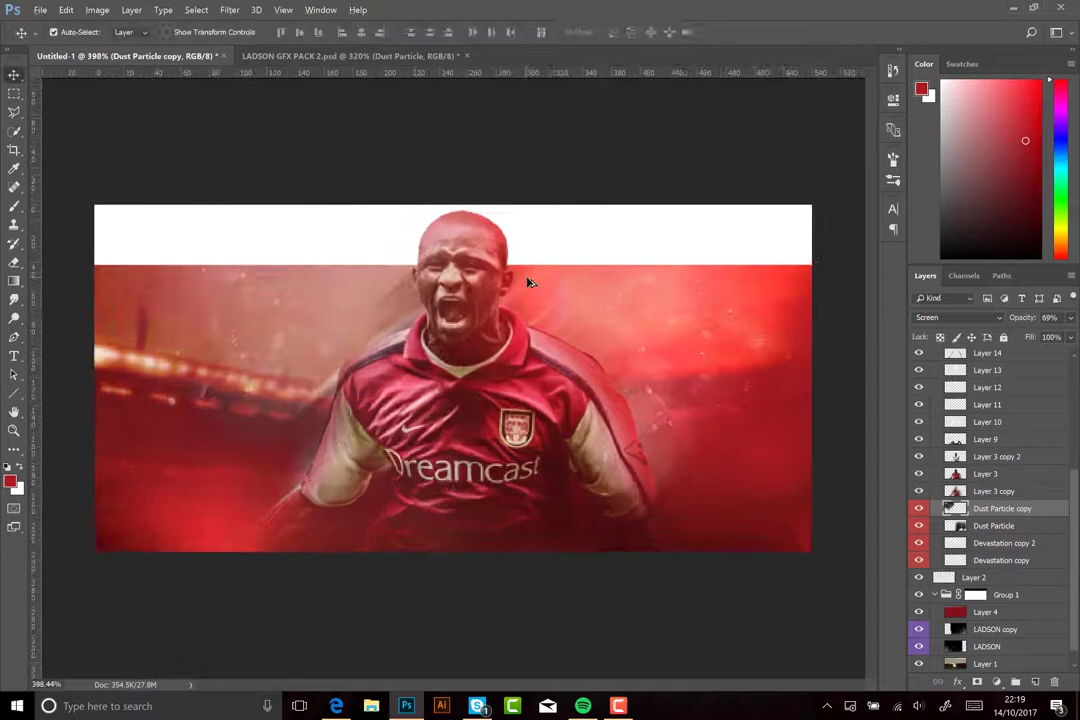 Ps File Edit Image Layer Type Select Filter 3D View Window Help
Auto-Select: Layer Show Transform Controls
Untitled-1 @ 398% (Dust Particle copy, RGB/8) * × LADSON GFX PACK 2.psd @ 320% (Dust Particle, RGB/8) * ×
Color Swatches
Dreamcast
Layers Channels Paths
Kind
Screen Opacity: 69%
Lock: Fill: 100%
Layer 14
Layer 13
Layer 12
Layer 11
Layer 10
Layer 9
Layer 3 copy 2
Layer 3
Layer 3 copy
Dust Particle copy
Dust Particle
Devastation copy 2
Devastation copy
Layer 2
Group 1
Layer 4
LADSON copy
LADSON
Layer 1
398.44% Doc: 354.5K/27.0M
Type here to search
22:19
14/10/2017